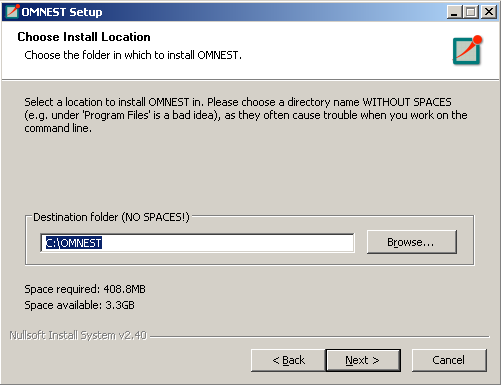 OMNEST Setup
Choose Install Location
Choose the folder in which to install OMNEST.
Select a location to install OMNEST in. Please choose a directory name WITHOUT SPACES
(e.g. under 'Program Files' is a bad idea), as they often cause trouble when you work on the
command line.
Destination folder (NO SPACES!)
C:\OMNEST
Browse...
Space required: 408.8MB
Space available: 3.3GB
Nullsoft Install System v2.40
< Back
Next >
Cancel